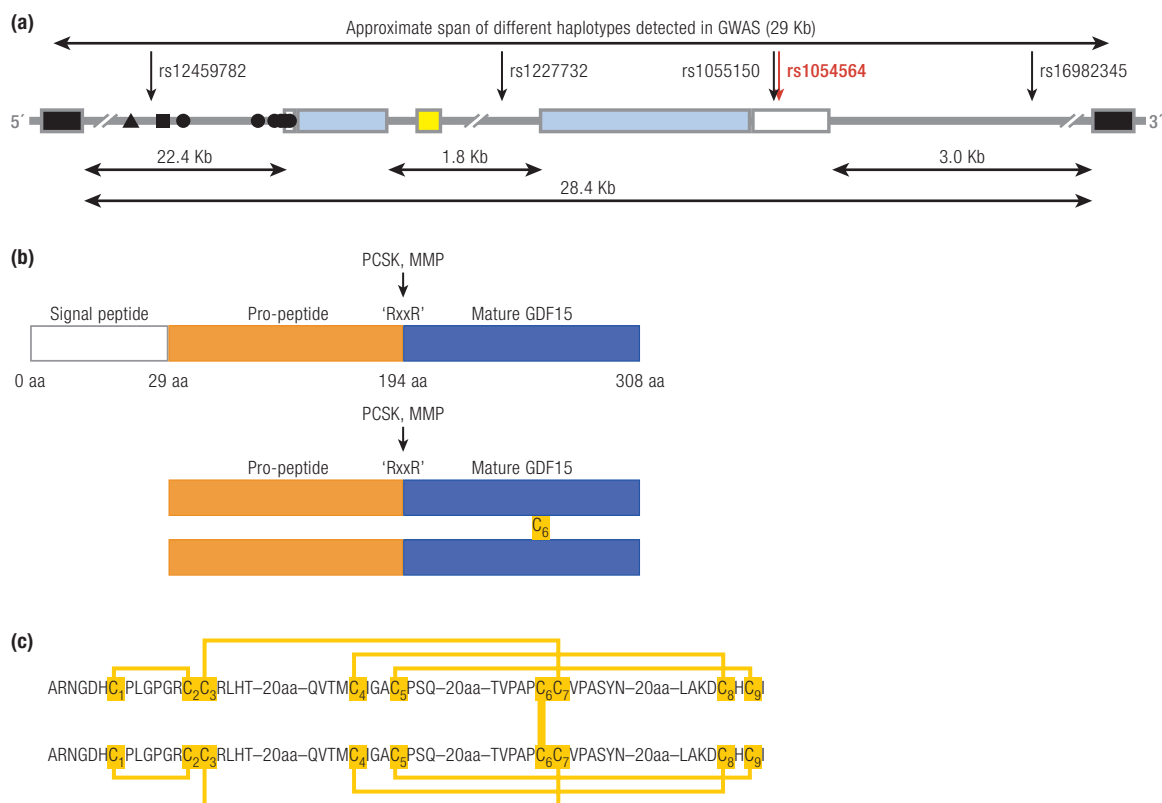 (a)
Approximate span of different haplotypes detected in GWAS (29 Kb)
rs12459782 rs1227732 rs1055150 rs1054564 rs16982345
5´ 3´
22.4 Kb 1.8 Kb 3.0 Kb
28.4 Kb
(b)
PCSK, MMP
Signal peptide Pro-peptide ‘RxxR’ Mature GDF15
0 aa 29 aa 194 aa 308 aa
PCSK, MMP
Pro-peptide ‘RxxR’ Mature GDF15
C6
(c)
ARNGDHC1PLGPGRC2C3RLHT–20aa–QVTMC4IGAC5PSQ–20aa–TVPAPC6C7VPASYN–20aa–LAKDC8HC9I
ARNGDHC1PLGPGRC2C3RLHT–20aa–QVTMC4IGAC5PSQ–20aa–TVPAPC6C7VPASYN–20aa–LAKDC8HC9I